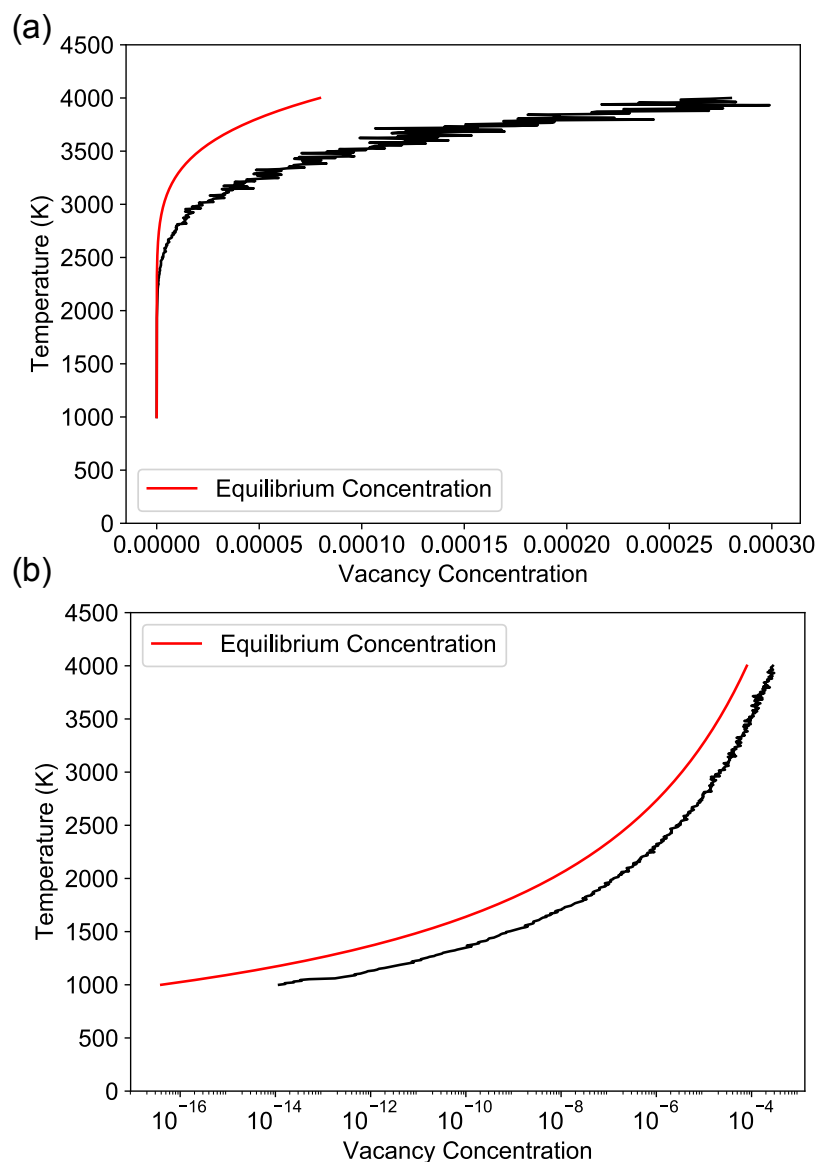 (a)
4500
4000
3500
3000
2500
2000
1500
1000
500
0
Temperature (K)
Equilibrium Concentration
0.00000 0.00005 0.00010 0.00015 0.00020 0.00025 0.00030
Vacancy Concentration
(b)
4500
4000
3500
3000
2500
2000
1500
1000
500
0
Temperature (K)
Equilibrium Concentration
10⁻¹⁶ 10⁻¹⁴ 10⁻¹² 10⁻¹⁰ 10⁻⁸ 10⁻⁶ 10⁻⁴
Vacancy Concentration